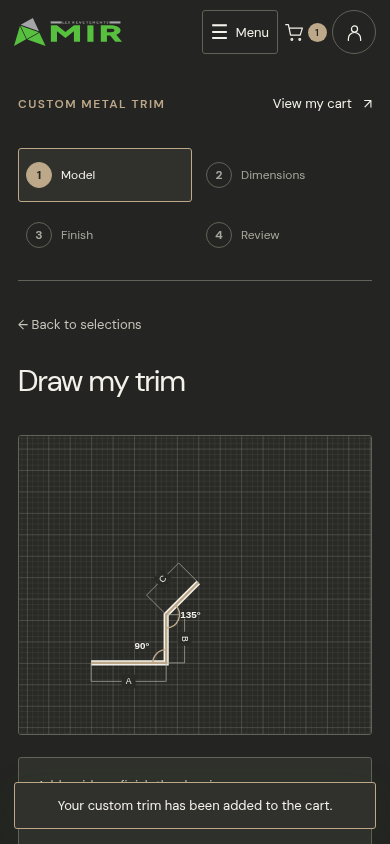 MIR
Menu
1
CUSTOM METAL TRIM
View my cart
1
Model
2
Dimensions
3
Finish
4
Review
← Back to selections
Draw my trim
C
135°
B
90°
A
Your custom trim has been added to the cart.